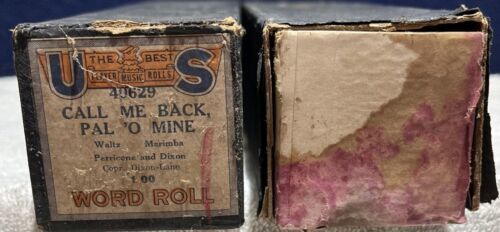 THE BEST
U S
PLAYER MUSIC ROLLS
40629
CALL ME BACK,
PAL 'O MINE
Waltz Marimba
Perricone and Dixon
Copr. Dixon-Lane
1 00
WORD ROLL